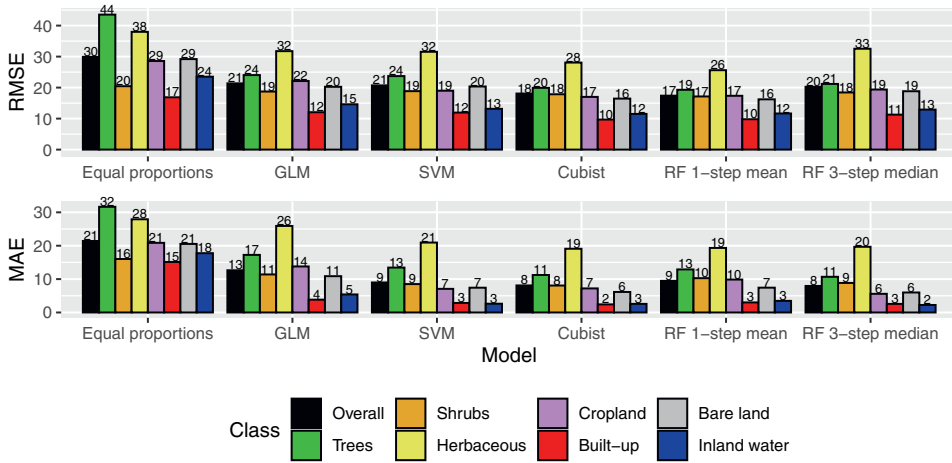 RMSE
40
30
20
10
0
30 44 20 38 29 17 29 24
21 24 19 32 22 12 20 15
21 24 19 32 19 12 20 13
18 20 18 28 17 10 16 12
17 19 17 26 17 10 16 12
20 21 18 33 19 11 19 13
Equal proportions GLM SVM Cubist RF 1−step mean RF 3−step median
MAE
30
20
10
0
21 32 16 28 21 15 21 18
13 17 11 26 14 4 11 5
9 13 9 21 7 3 7 3
8 11 8 19 7 2 6 3
9 13 10 19 10 3 7 3
8 11 9 20 6 3 6 2
Equal proportions GLM SVM Cubist RF 1−step mean RF 3−step median
Model
Class
Overall Shrubs Cropland Bare land
Trees Herbaceous Built−up Inland water